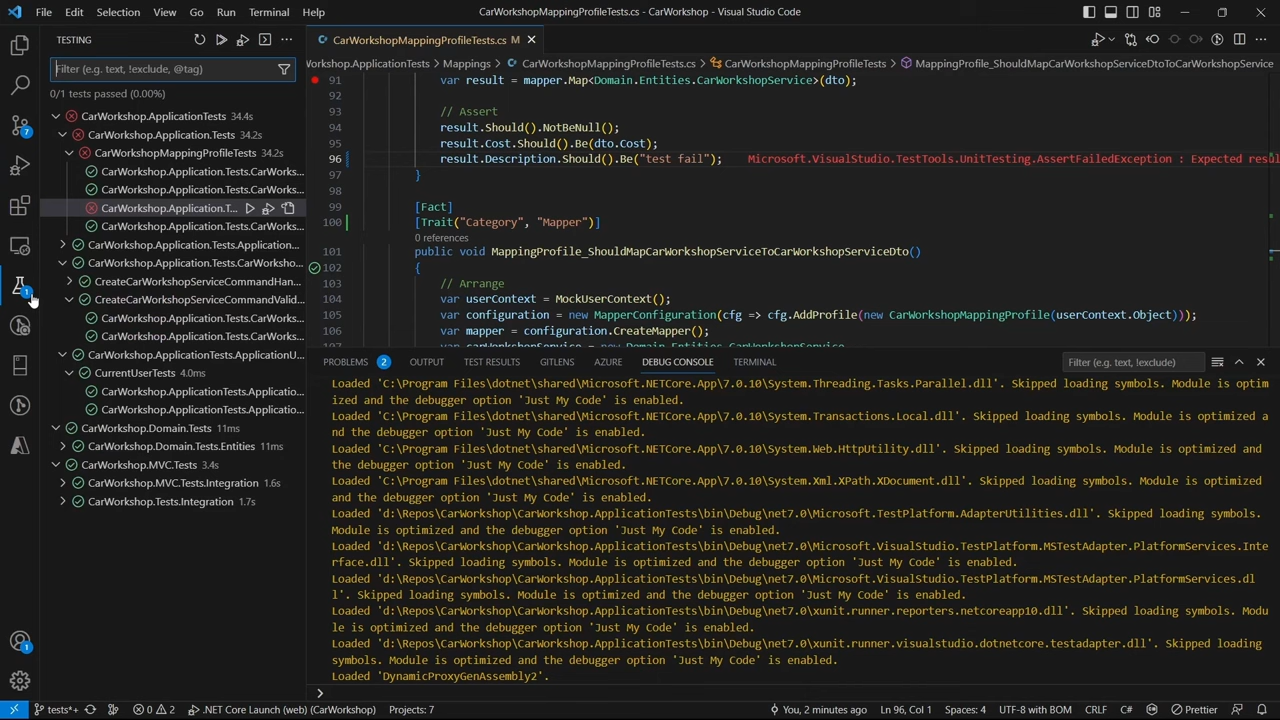 File Edit Selection View Go Run Terminal Help
CarWorkshopMappingProfileTests.cs - CarWorkshop - Visual Studio Code
TESTING
Filter (e.g. text, !exclude, @tag)
0/1 tests passed (0.00%)
CarWorkshop.ApplicationTests 34.4s
CarWorkshop.Application.Tests 34.2s
CarWorkshopMappingProfileTests 34.2s
CarWorkshop.Application.Tests.CarWorks...
CarWorkshop.Application.Tests.CarWorks...
CarWorkshop.Application.T...
CarWorkshop.Application.Tests.CarWorks...
CarWorkshop.Application.Tests.Application...
CarWorkshop.Application.Tests.CarWorksho...
CreateCarWorkshopServiceCommandHan...
CreateCarWorkshopServiceCommandValid...
CarWorkshop.Application.Tests.CarWorks...
CarWorkshop.Application.Tests.CarWorks...
CarWorkshop.ApplicationTests.ApplicationU...
CurrentUserTests 4.0ms
CarWorkshop.ApplicationTests.Applicatio...
CarWorkshop.ApplicationTests.Applicatio...
CarWorkshop.Domain.Tests 11ms
CarWorkshop.Domain.Tests.Entities 11ms
CarWorkshop.MVC.Tests 3.4s
CarWorkshop.MVC.Tests.Integration 1.6s
CarWorkshop.Tests.Integration 1.7s
7
1
1
CarWorkshopMappingProfileTests.cs M
WorkshopApplicationTests > Mappings > CarWorkshopMappingProfileTests.cs > CarWorkshopMappingProfileTests > MappingProfile_ShouldMapCarWorkshopServiceDtoToCarWorkshopService
91 var result = mapper.Map<Domain.Entities.CarWorkshopService>(dto);
92
93 // Assert
94 result.Should().NotBeNull();
95 result.Cost.Should().Be(dto.Cost);
96 result.Description.Should().Be("test fail"); Microsoft.VisualStudio.TestTools.UnitTesting.AssertFailedException : Expected resul
97 }
98
99 [Fact]
100 [Trait("Category", "Mapper")]
0 references
101 public void MappingProfile_ShouldMapCarWorkshopServiceToCarWorkshopServiceDto()
102 {
103 // Arrange
104 var userContext = MockUserContext();
105 var configuration = new MapperConfiguration(cfg => cfg.AddProfile(new CarWorkshopMappingProfile(userContext.Object)));
106 var mapper = configuration.CreateMapper();
PROBLEMS 2 OUTPUT TEST RESULTS GITLENS AZURE DEBUG CONSOLE TERMINAL
Filter (e.g. text, !exclude)
Loaded 'C:\Program Files\dotnet\shared\Microsoft.NETCore.App\7.0.10\System.Threading.Tasks.Parallel.dll'. Skipped loading symbols. Module is optim
ized and the debugger option 'Just My Code' is enabled.
Loaded 'C:\Program Files\dotnet\shared\Microsoft.NETCore.App\7.0.10\System.Transactions.Local.dll'. Skipped loading symbols. Module is optimized a
nd the debugger option 'Just My Code' is enabled.
Loaded 'C:\Program Files\dotnet\shared\Microsoft.NETCore.App\7.0.10\System.Web.HttpUtility.dll'. Skipped loading symbols. Module is optimized and
the debugger option 'Just My Code' is enabled.
Loaded 'C:\Program Files\dotnet\shared\Microsoft.NETCore.App\7.0.10\System.Xml.XPath.XDocument.dll'. Skipped loading symbols. Module is optimized
and the debugger option 'Just My Code' is enabled.
Loaded 'd:\Repos\CarWorkshop\CarWorkshop.ApplicationTests\bin\Debug\net7.0\Microsoft.TestPlatform.AdapterUtilities.dll'. Skipped loading symbols.
Module is optimized and the debugger option 'Just My Code' is enabled.
Loaded 'd:\Repos\CarWorkshop\CarWorkshop.ApplicationTests\bin\Debug\net7.0\Microsoft.VisualStudio.TestPlatform.MSTestAdapter.PlatformServices.Inte
rface.dll'. Skipped loading symbols. Module is optimized and the debugger option 'Just My Code' is enabled.
Loaded 'd:\Repos\CarWorkshop\CarWorkshop.ApplicationTests\bin\Debug\net7.0\Microsoft.VisualStudio.TestPlatform.MSTestAdapter.PlatformServices.dl
l'. Skipped loading symbols. Module is optimized and the debugger option 'Just My Code' is enabled.
Loaded 'd:\Repos\CarWorkshop\CarWorkshop.ApplicationTests\bin\Debug\net7.0\xunit.runner.reporters.netcoreapp10.dll'. Skipped loading symbols. Modu
le is optimized and the debugger option 'Just My Code' is enabled.
Loaded 'd:\Repos\CarWorkshop\CarWorkshop.ApplicationTests\bin\Debug\net7.0\xunit.runner.visualstudio.dotnetcore.testadapter.dll'. Skipped loading
symbols. Module is optimized and the debugger option 'Just My Code' is enabled.
Loaded 'DynamicProxyGenAssembly2'.
tests* 0 2 .NET Core Launch (web) (CarWorkshop) Projects: 7 You, 2 minutes ago Ln 96, Col 1 Spaces: 4 UTF-8 with BOM CRLF C# Prettier